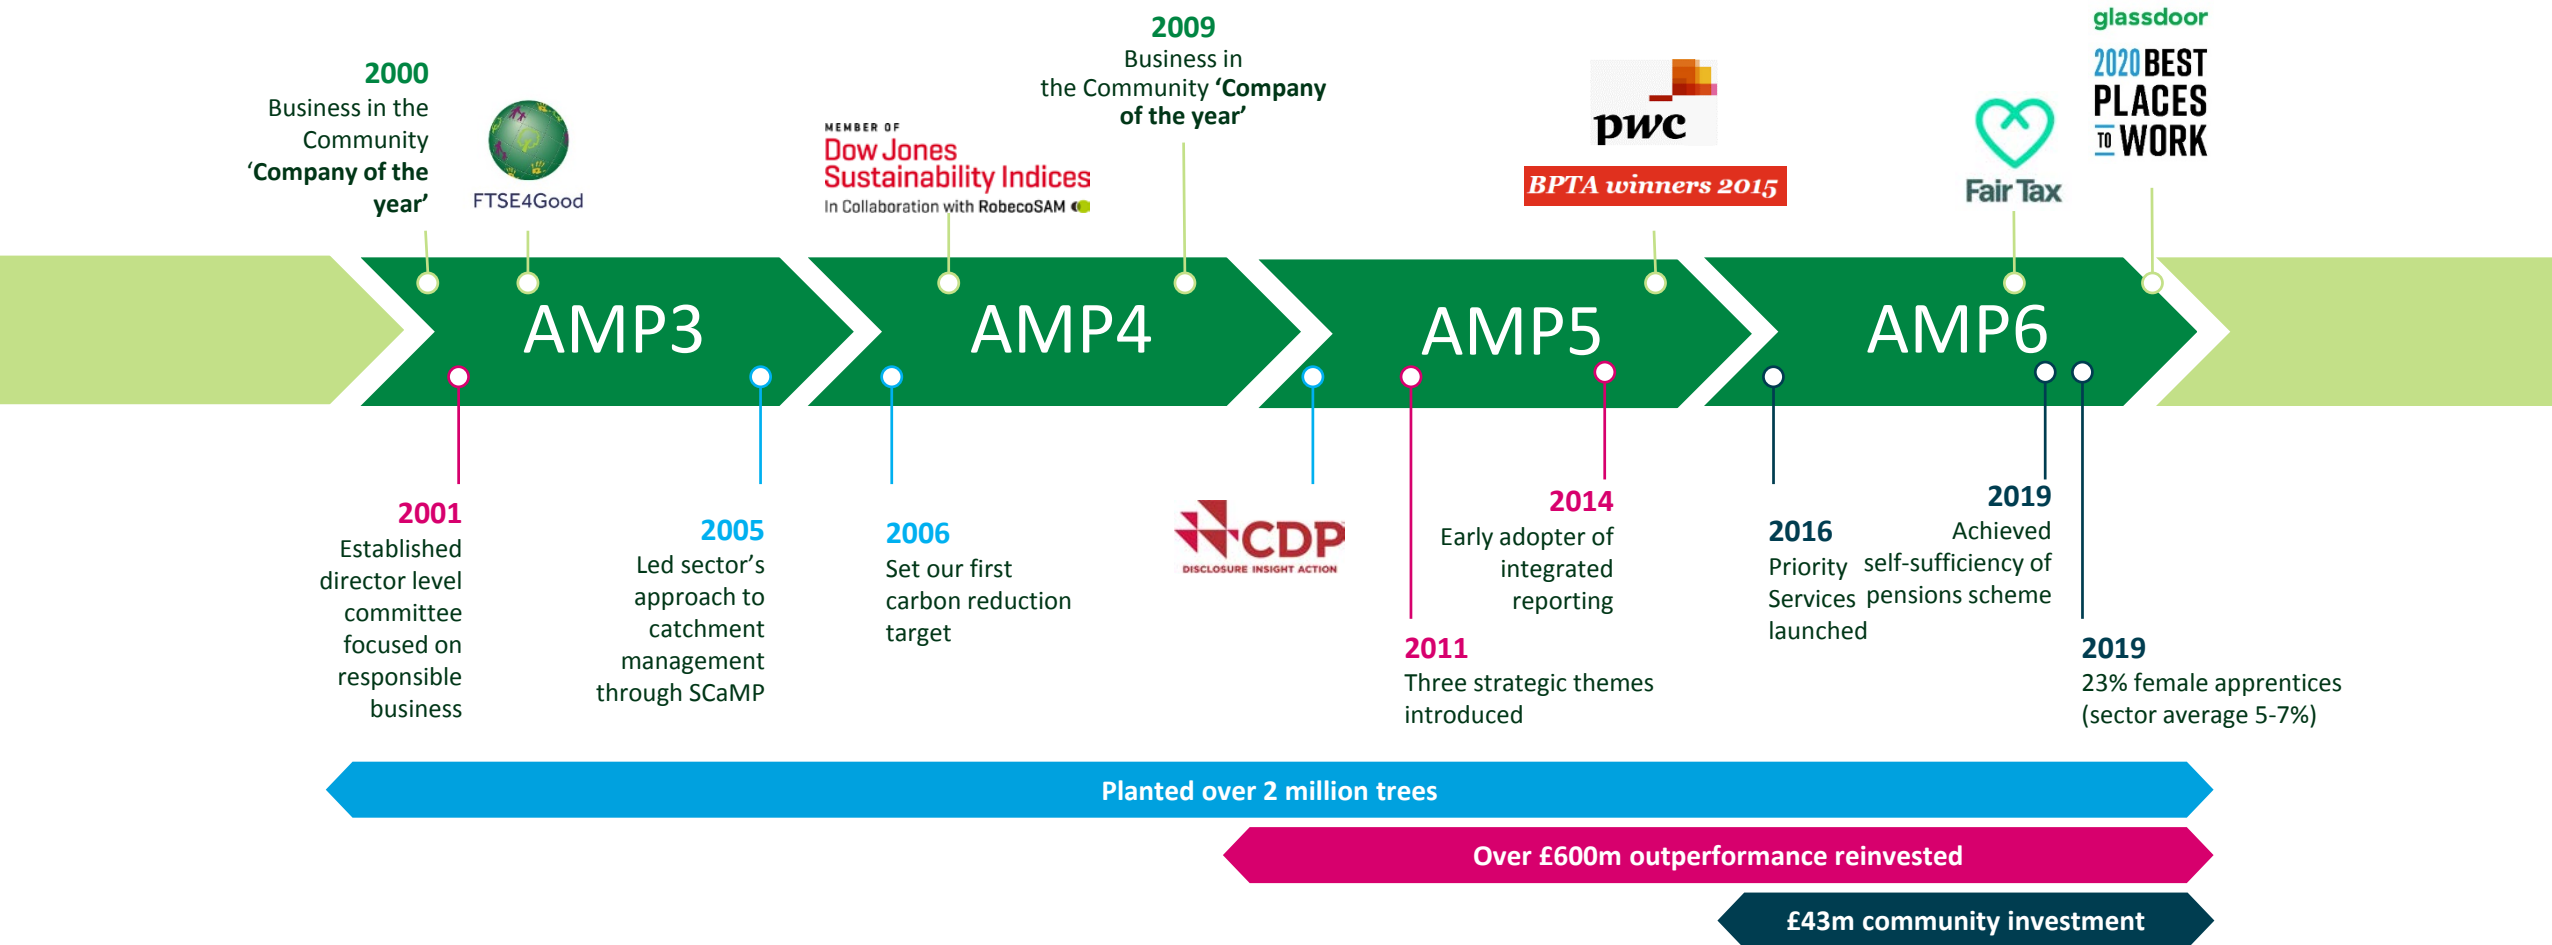 2000
Business in the
Community
‘Company of the
year’
FTSE4Good
MEMBER OF
Dow Jones
Sustainability Indices
In Collaboration with RobecoSAM
2009
Business in
the Community ‘Company
of the year’
pwc
BPTA winners 2015
Fair Tax
glassdoor
2020 BEST
PLACES
TO WORK
AMP3
AMP4
AMP5
AMP6
2001
Established
director level
committee
focused on
responsible
business
2005
Led sector’s
approach to
catchment
management
through SCaMP
2006
Set our first
carbon reduction
target
CDP
DISCLOSURE INSIGHT ACTION
2011
Three strategic themes
introduced
2014
Early adopter of
integrated
reporting
2016
Priority
Services
launched
2019
Achieved
self-sufficiency of
pensions scheme
2019
23% female apprentices
(sector average 5-7%)
Planted over 2 million trees
Over £600m outperformance reinvested
£43m community investment